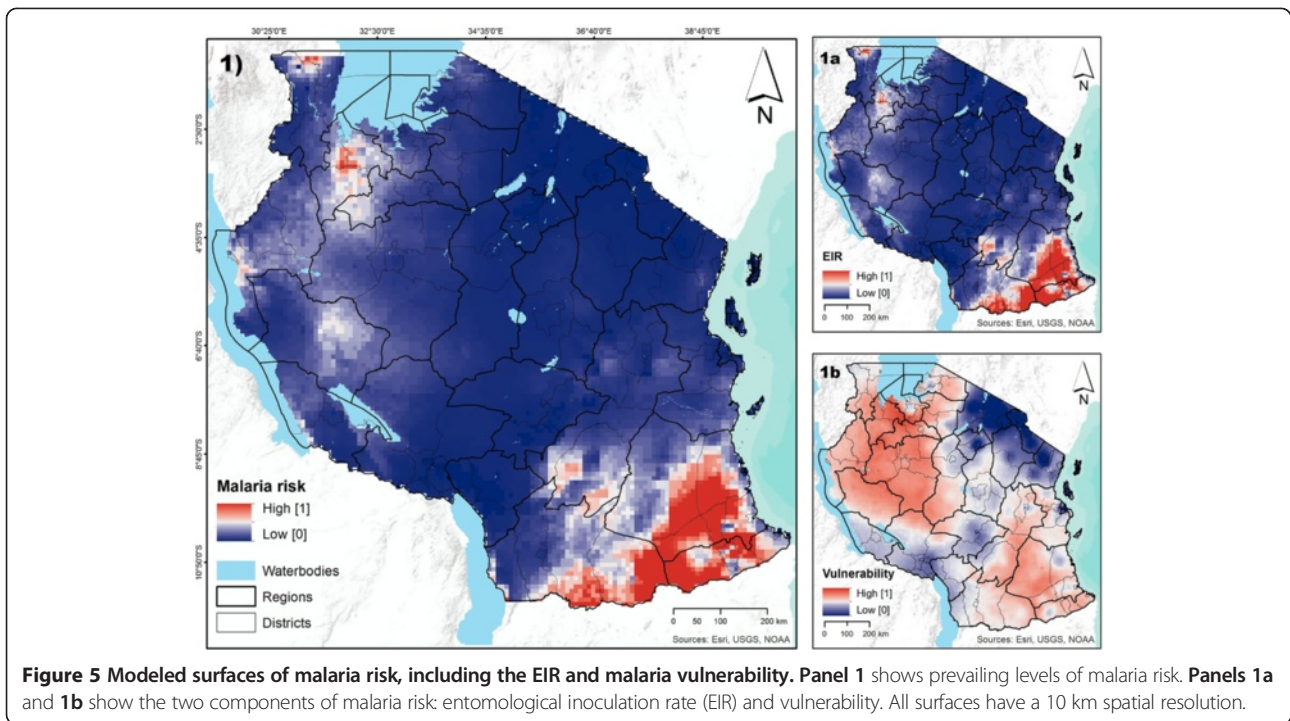 30°25'0"E 32°30'0"E 34°35'0"E 36°40'0"E 38°45'0"E
1)
N
2°30'0"S
4°35'0"S
6°40'0"S
8°45'0"S
10°50'0"S
Malaria risk
High [1]
Low [0]
Waterbodies
Regions
Districts
0 50 100 200 km
Sources: Esri, USGS, NOAA
1a
N
EIR
High [1]
Low [0]
0 100 200 km
Sources: Esri, USGS, NOAA
1b
N
Vulnerability
High [1]
Low [0]
0 100 200 km
Sources: Esri, USGS, NOAA
Figure 5 Modeled surfaces of malaria risk, including the EIR and malaria vulnerability. Panel 1 shows prevailing levels of malaria risk. Panels 1a
and 1b show the two components of malaria risk: entomological inoculation rate (EIR) and vulnerability. All surfaces have a 10 km spatial resolution.